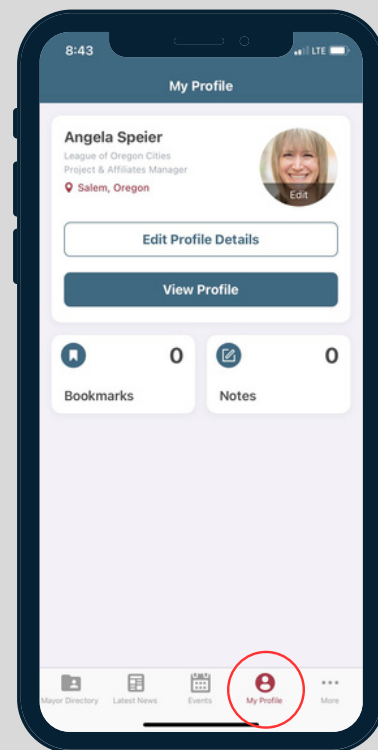 8:43
LTE
My Profile
Angela Speier
League of Oregon Cities
Project & Affiliates Manager
Salem, Oregon
Edit
Edit Profile Details
View Profile
0
Bookmarks
0
Notes
Mayor Directory
Latest News
Events
My Profile
More